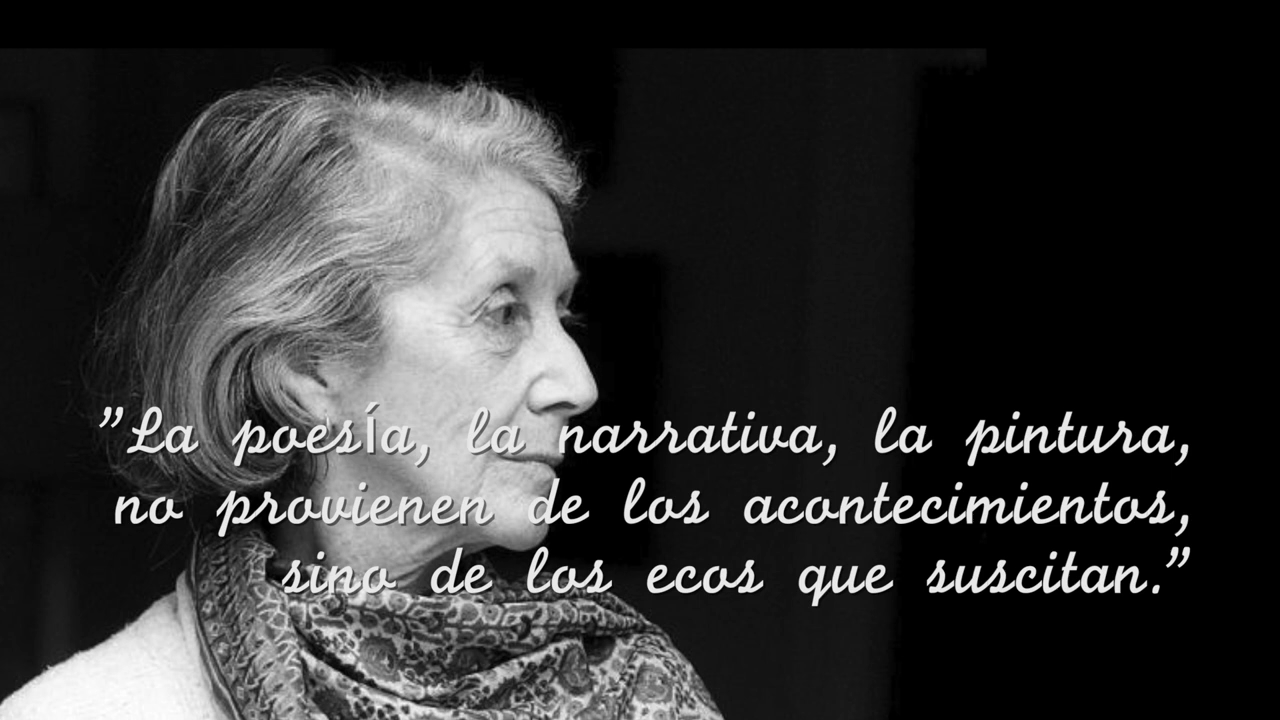 ”La poesía, la narrativa, la pintura,
no provienen de los acontecimientos,
sino de los ecos que suscitan.”